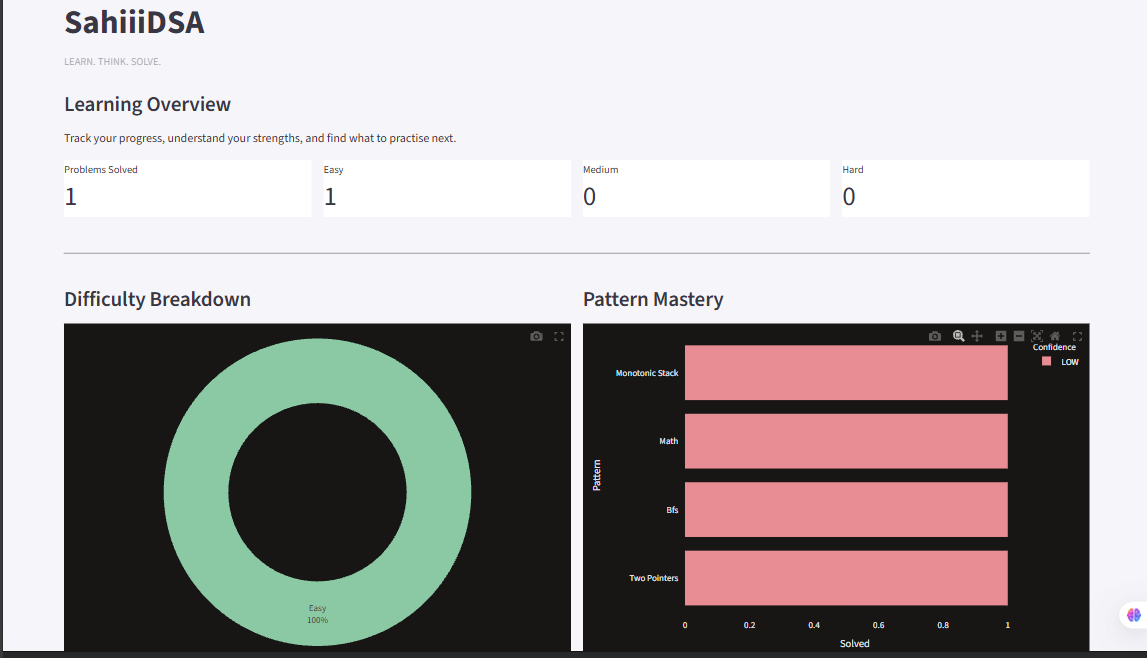 SahiiiDSA
LEARN. THINK. SOLVE.
Learning Overview
Track your progress, understand your strengths, and find what to practise next.
Problems Solved
1
Easy
1
Medium
0
Hard
0
Difficulty Breakdown
Easy
100%
Pattern Mastery
Confidence
LOW
Pattern
Monotonic Stack
Math
Bfs
Two Pointers
0 0.2 0.4 0.6 0.8 1
Solved